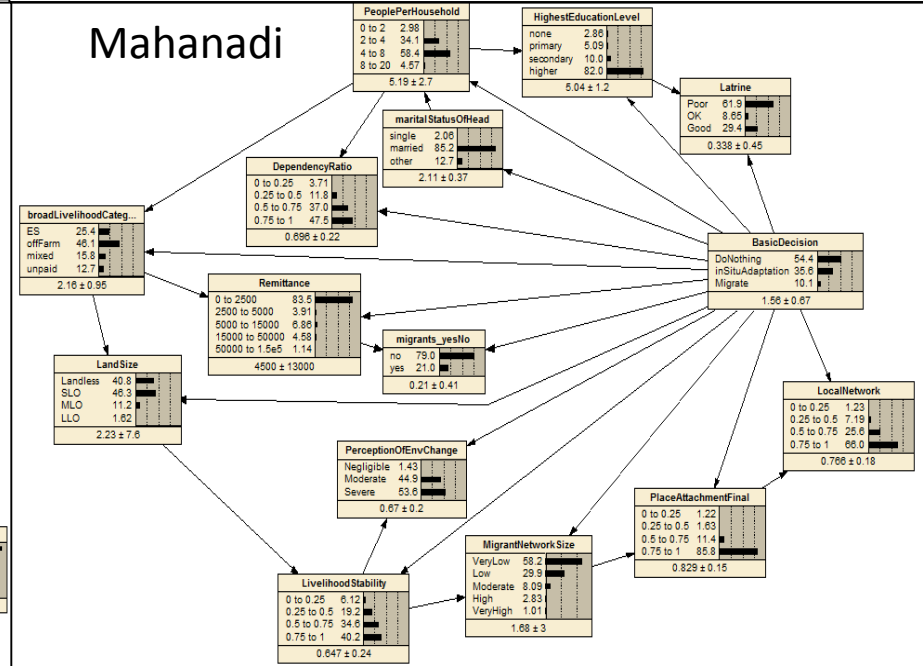 Mahanadi
PeoplePerHousehold
0 to 2 2.98
2 to 4 34.1
4 to 8 58.4
8 to 20 4.57
5.19 ± 2.7
HighestEducationLevel
none 2.86
primary 5.09
secondary 10.0
higher 82.0
5.04 ± 1.2
Latrine
Poor 61.9
OK 8.65
Good 29.4
0.338 ± 0.45
maritalStatusOfHead
single 2.06
married 85.2
other 12.7
2.11 ± 0.37
DependencyRatio
0 to 0.25 3.71
0.25 to 0.5 11.8
0.5 to 0.75 37.0
0.75 to 1 47.5
0.696 ± 0.22
broadLivelihoodCateg...
ES 25.4
offFarm 46.1
mixed 15.8
unpaid 12.7
2.16 ± 0.95
BasicDecision
DoNothing 54.4
inSituAdaptation 35.6
Migrate 10.1
1.56 ± 0.67
Remittance
0 to 2500 83.5
2500 to 5000 3.91
5000 to 15000 6.86
15000 to 50000 4.58
50000 to 1.5e5 1.14
4500 ± 13000
migrants_yesNo
no 79.0
yes 21.0
0.21 ± 0.41
LandSize
Landless 40.8
SLO 46.3
MLO 11.2
LLO 1.62
2.23 ± 7.6
LocalNetwork
0 to 0.25 1.23
0.25 to 0.5 7.19
0.5 to 0.75 25.6
0.75 to 1 66.0
0.766 ± 0.18
PerceptionOfEnvChange
Negligible 1.43
Moderate 44.9
Severe 53.6
0.67 ± 0.2
PlaceAttachmentFinal
0 to 0.25 1.22
0.25 to 0.5 1.63
0.5 to 0.75 11.4
0.75 to 1 85.8
0.829 ± 0.15
MigrantNetworkSize
VeryLow 58.2
Low 29.9
Moderate 8.09
High 2.83
VeryHigh 1.01
1.68 ± 3
LivelihoodStability
0 to 0.25 6.12
0.25 to 0.5 19.2
0.5 to 0.75 34.6
0.75 to 1 40.2
0.647 ± 0.24